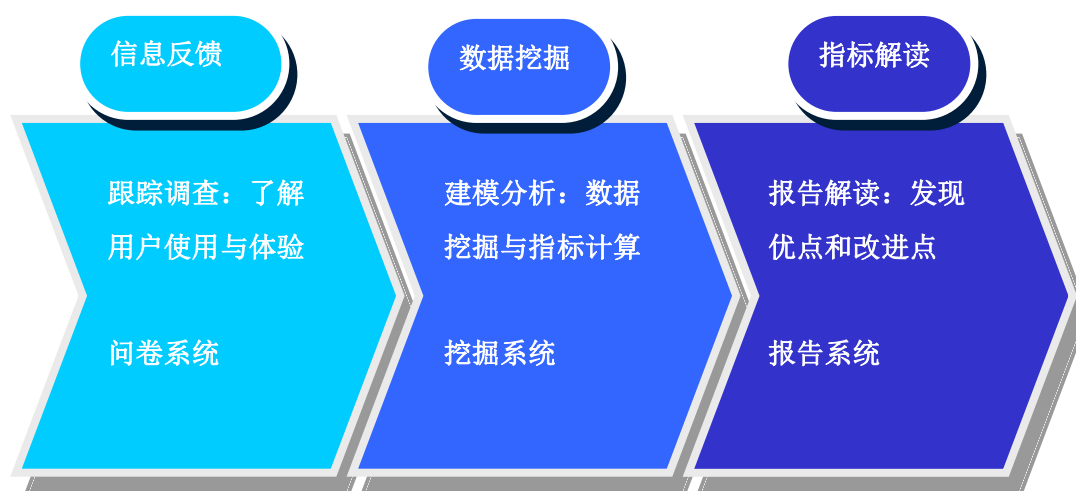 信息反馈
数据挖掘
指标解读
跟踪调查：了解
用户使用与体验
问卷系统
建模分析：数据
挖掘与指标计算
挖掘系统
报告解读：发现
优点和改进点
报告系统